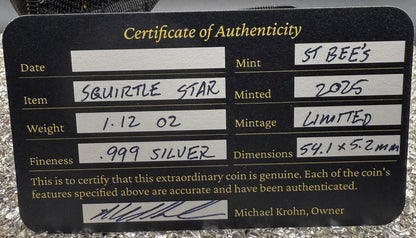 Certificate of Authenticity
Date
Mint ST BEE'S
Item SQUIRTLE STAR
Minted 2025
Weight 1.12 OZ
Mintage LIMITED
Fineness .999 SILVER
Dimensions 54.1 x 5.2 mm
This is to certify that this extraordinary coin is genuine. Each of the coin's
features specified above are accurate and have been authenticated.
Michael Krohn, Owner